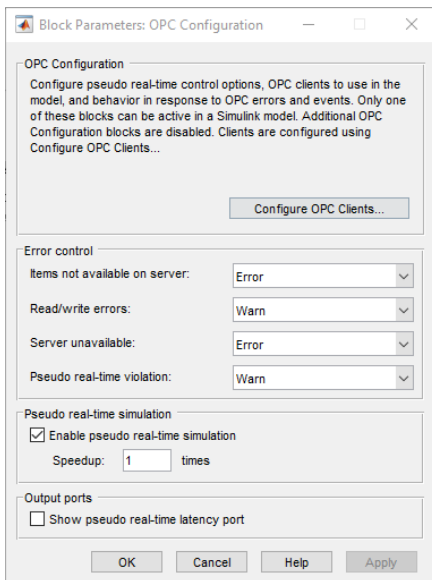 Block Parameters: OPC Configuration
OPC Configuration
Configure pseudo real-time control options, OPC clients to use in the
model, and behavior in response to OPC errors and events. Only one
of these blocks can be active in a Simulink model. Additional OPC
Configuration blocks are disabled. Clients are configured using
Configure OPC Clients...
Configure OPC Clients...
Error control
Items not available on server: Error
Read/write errors: Warn
Server unavailable: Error
Pseudo real-time violation: Warn
Pseudo real-time simulation
Enable pseudo real-time simulation
Speedup: 1 times
Output ports
Show pseudo real-time latency port
OK Cancel Help Apply